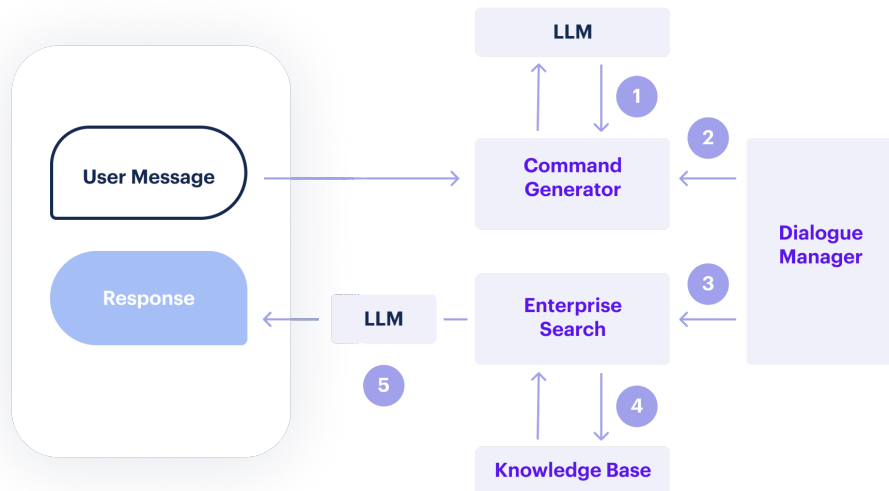 LLM
1
2
User Message
Command
Generator
Dialogue
Manager
3
Response
LLM
Enterprise
Search
5
4
Knowledge Base